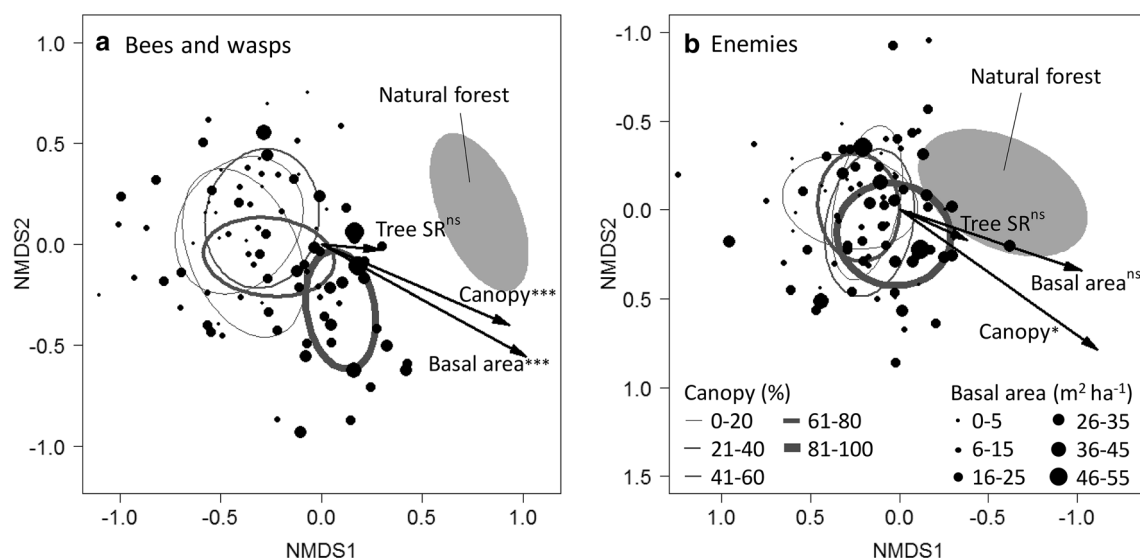 a Bees and wasps
Natural forest
Tree SRns
Canopy***
Basal area***
1.0
0.5
0.0
-0.5
-1.0
NMDS2
-1.0
-0.5
0.0
0.5
1.0
NMDS1
b Enemies
Natural forest
Tree SRns
Basal areans
Canopy*
-1.0
-0.5
0.0
0.5
1.0
1.5
NMDS2
Canopy (%)
0-20
21-40
41-60
61-80
81-100
Basal area (m2 ha-1)
0-5
6-15
16-25
26-35
36-45
46-55
1.0
0.5
0.0
-0.5
-1.0
NMDS1